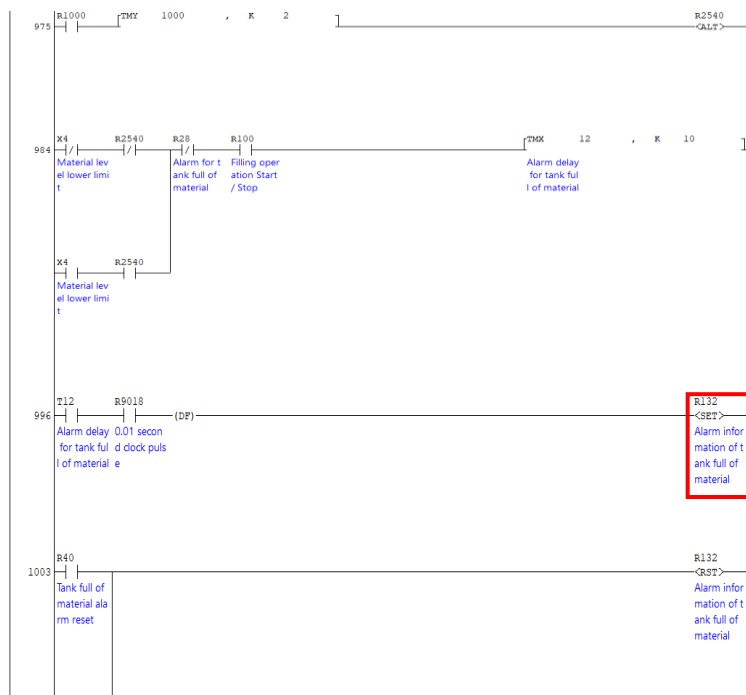 R1000 TMY 1000 , K 2 R2540
975 <ALT>
X4 R2540 R28 R100 TMX 12 , K 10
984
Material lev Alarm for t Filling oper Alarm delay
el lower limi ank full of ation Start for tank ful
t material / Stop l of material
X4 R2540
Material lev
el lower limi
t
T12 R9018 R132
996 (DF) <SET>
Alarm delay 0.01 secon Alarm infor
for tank ful d clock puls mation of t
l of material e ank full of
material
R40 R132
1003 <RST>
Tank full of Alarm infor
material ala mation of t
rm reset ank full of
material